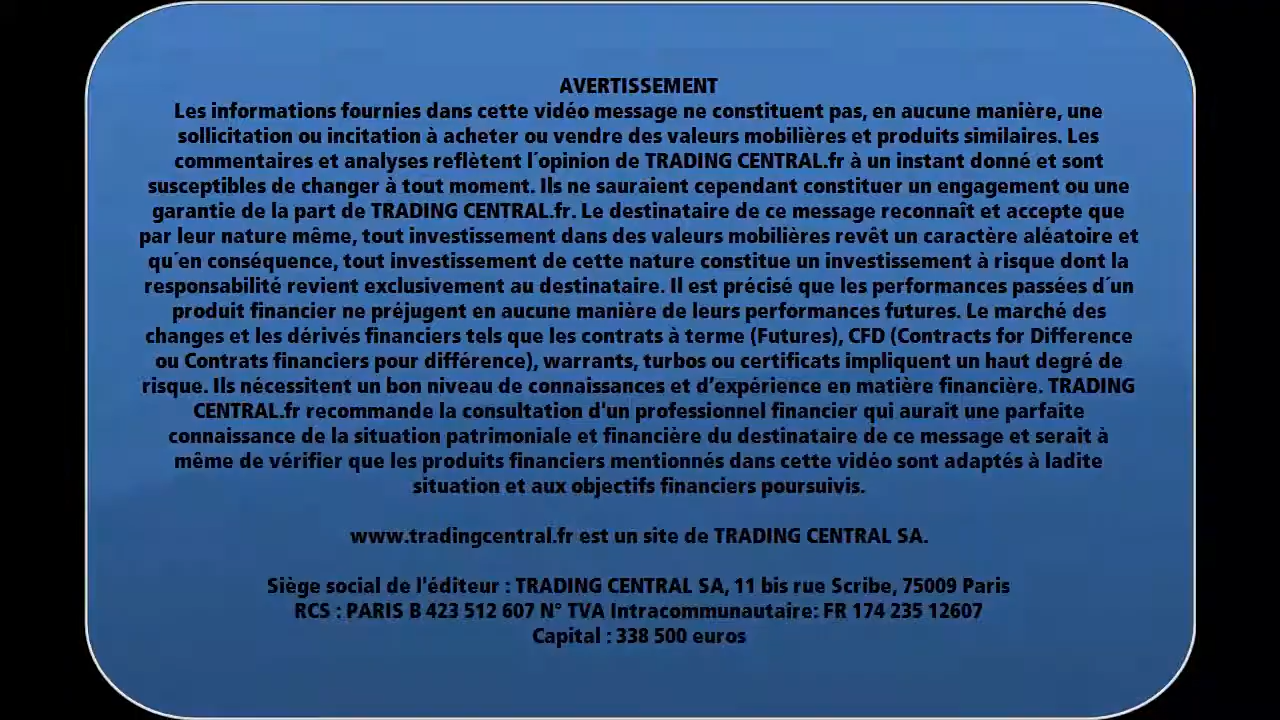 AVERTISSEMENT
Les informations fournies dans cette vidéo message ne constituent pas, en aucune manière, une
sollicitation ou incitation à acheter ou vendre des valeurs mobilières et produits similaires. Les
commentaires et analyses reflètent l´opinion de TRADING CENTRAL.fr à un instant donné et sont
susceptibles de changer à tout moment. Ils ne sauraient cependant constituer un engagement ou une
garantie de la part de TRADING CENTRAL.fr. Le destinataire de ce message reconnaît et accepte que
par leur nature même, tout investissement dans des valeurs mobilières revêt un caractère aléatoire et
qu´en conséquence, tout investissement de cette nature constitue un investissement à risque dont la
responsabilité revient exclusivement au destinataire. Il est précisé que les performances passées d´un
produit financier ne préjugent en aucune manière de leurs performances futures. Le marché des
changes et les dérivés financiers tels que les contrats à terme (Futures), CFD (Contracts for Difference
ou Contrats financiers pour différence), warrants, turbos ou certificats impliquent un haut degré de
risque. Ils nécessitent un bon niveau de connaissances et d’expérience en matière financière. TRADING
CENTRAL.fr recommande la consultation d'un professionnel financier qui aurait une parfaite
connaissance de la situation patrimoniale et financière du destinataire de ce message et serait à
même de vérifier que les produits financiers mentionnés dans cette vidéo sont adaptés à ladite
situation et aux objectifs financiers poursuivis.
www.tradingcentral.fr est un site de TRADING CENTRAL SA.
Siège social de l'éditeur : TRADING CENTRAL SA, 11 bis rue Scribe, 75009 Paris
RCS : PARIS B 423 512 607 N° TVA Intracommunautaire: FR 174 235 12607
Capital : 338 500 euros